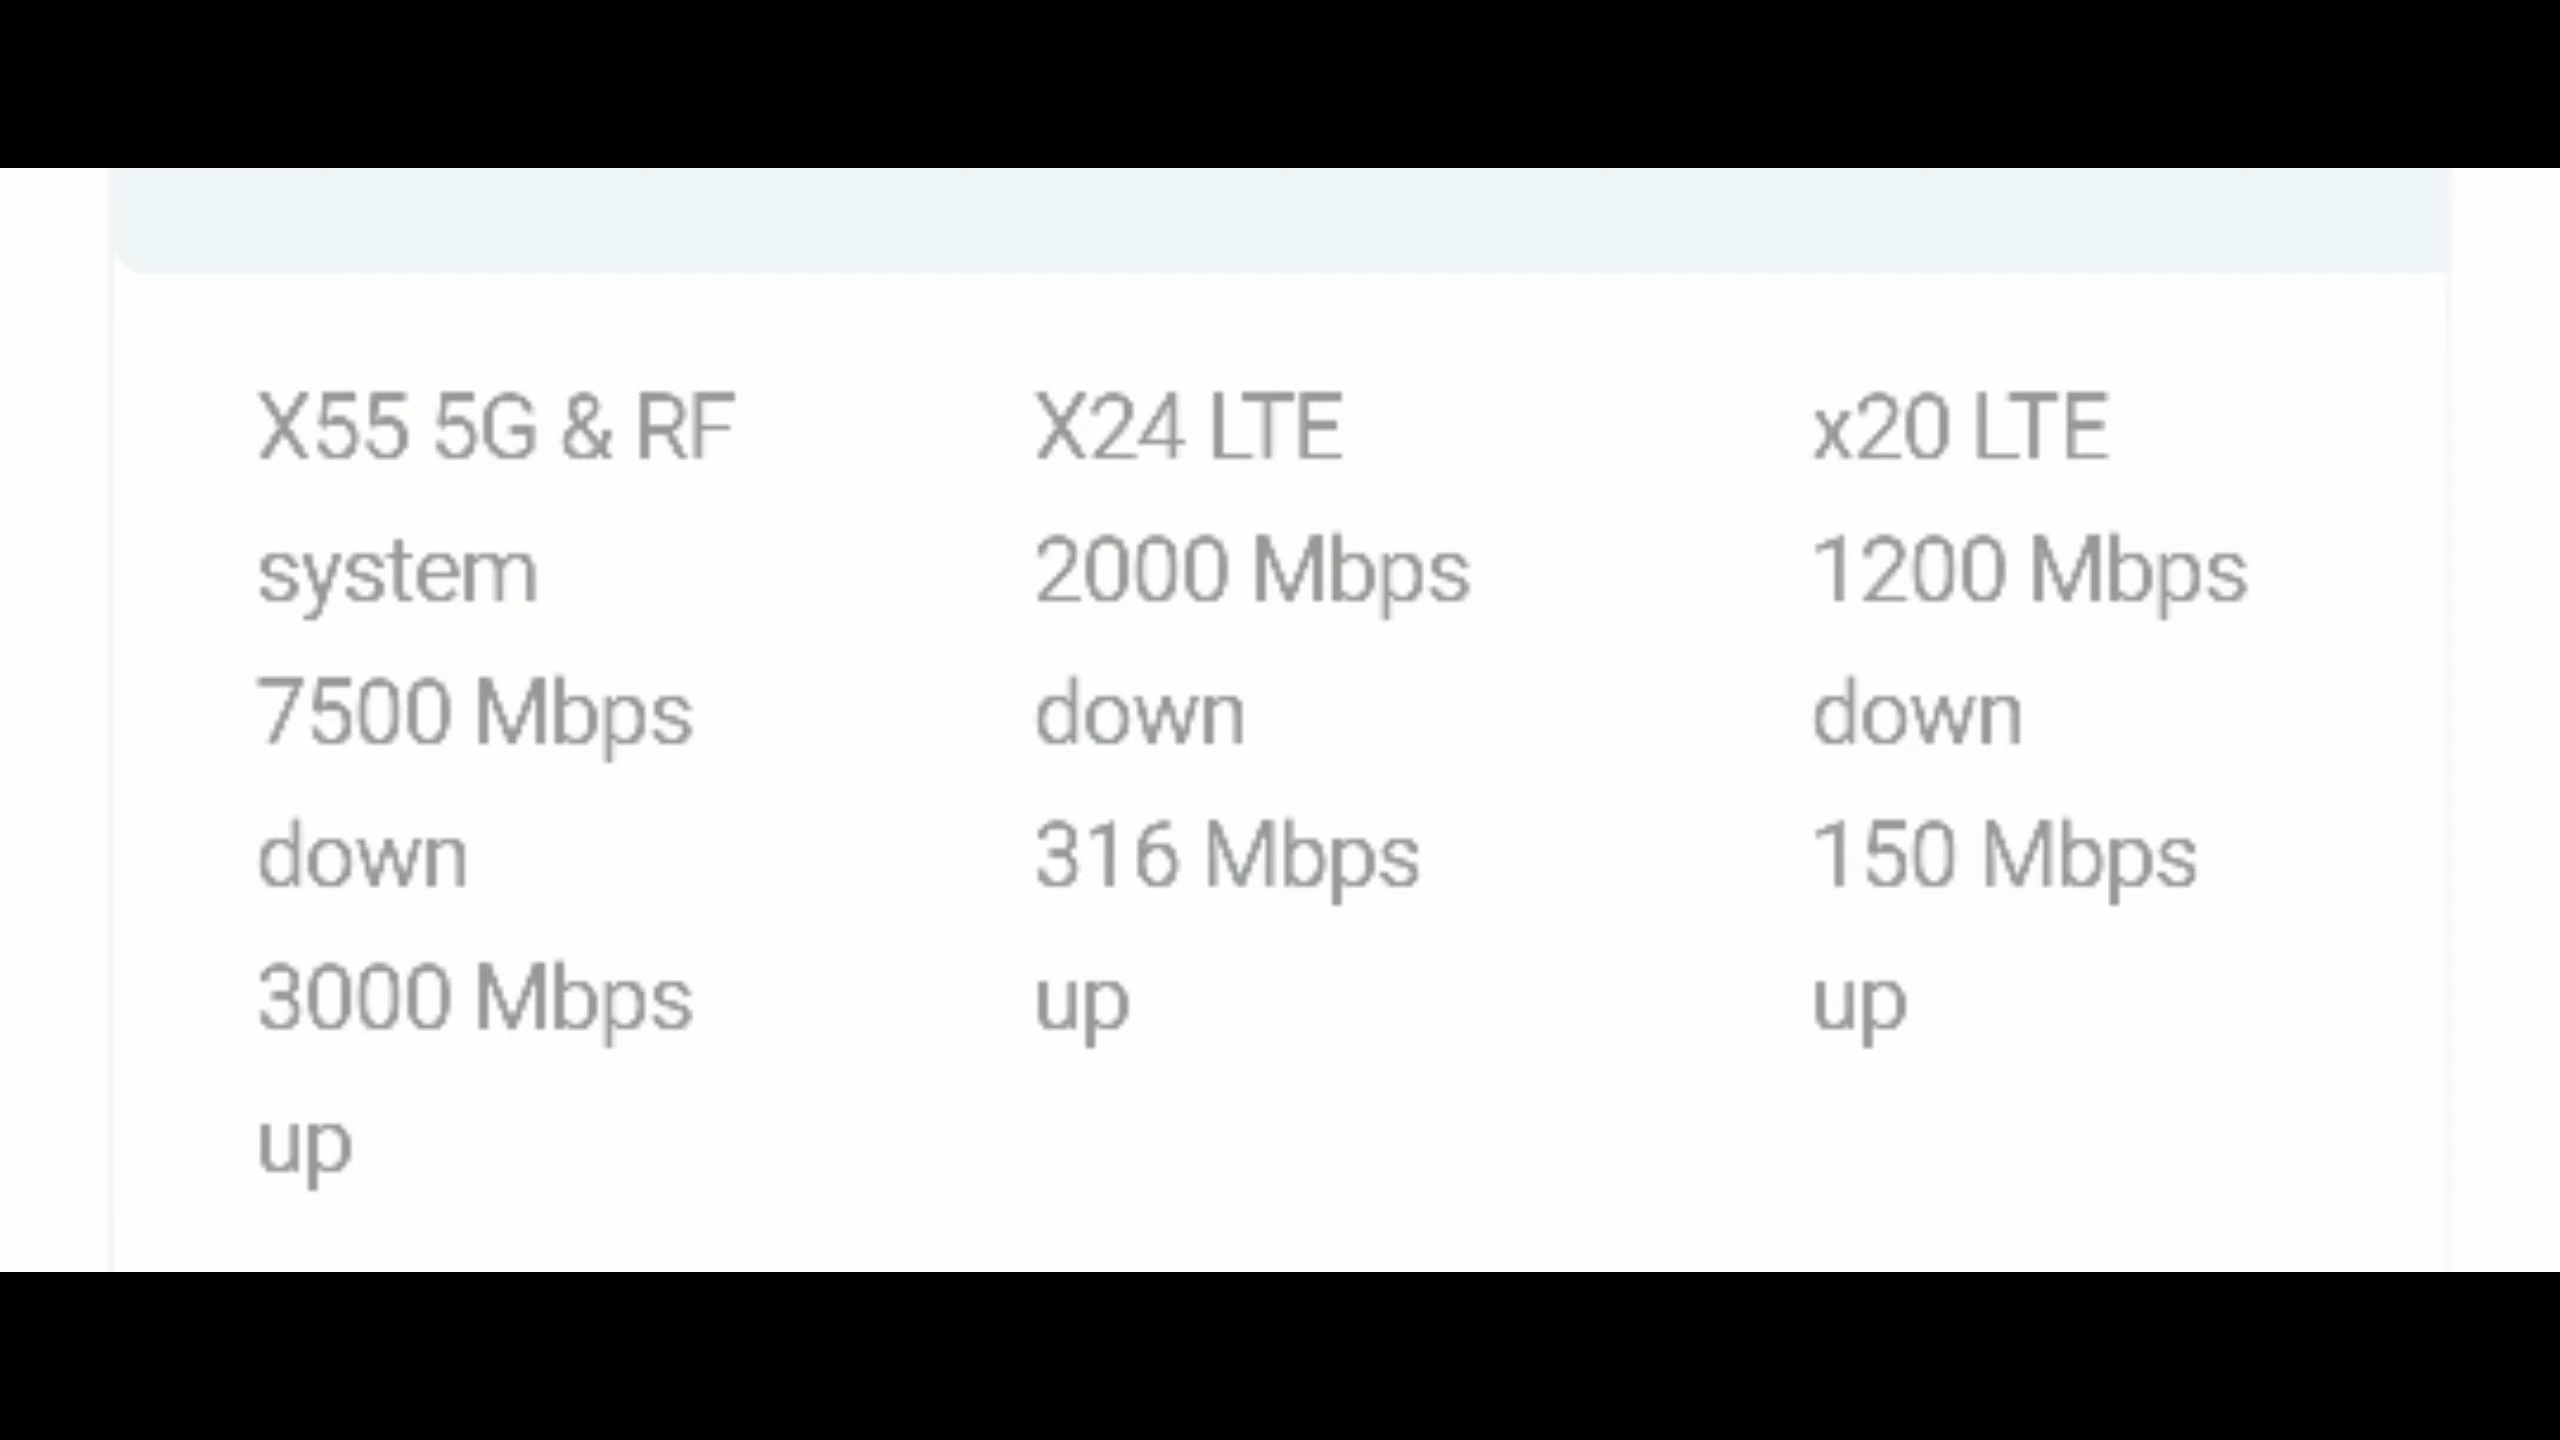 X55 5G & RF
system
7500 Mbps
down
3000 Mbps
up
X24 LTE
2000 Mbps
down
316 Mbps
up
x20 LTE
1200 Mbps
down
150 Mbps
up